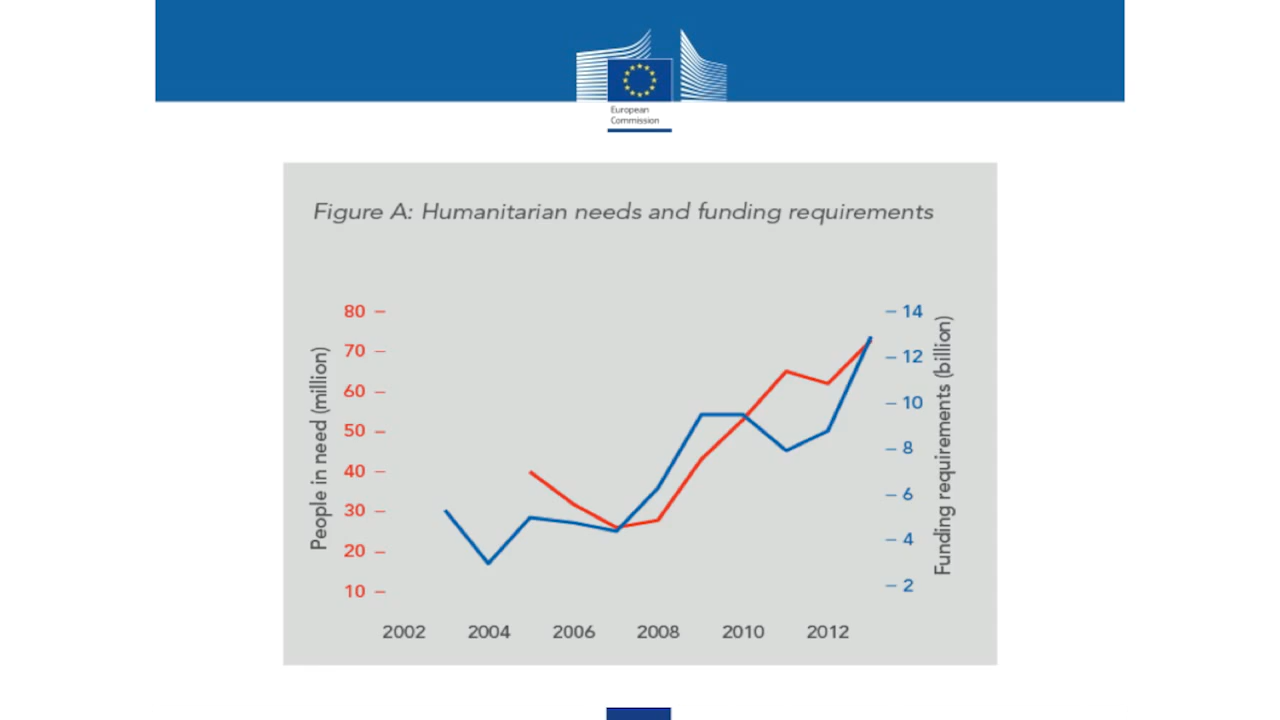 European
Commission
Figure A: Humanitarian needs and funding requirements
People in need (million)
80
70
60
50
40
30
20
10
14
12
10
8
6
4
2
Funding requirements (billion)
2002 2004 2006 2008 2010 2012